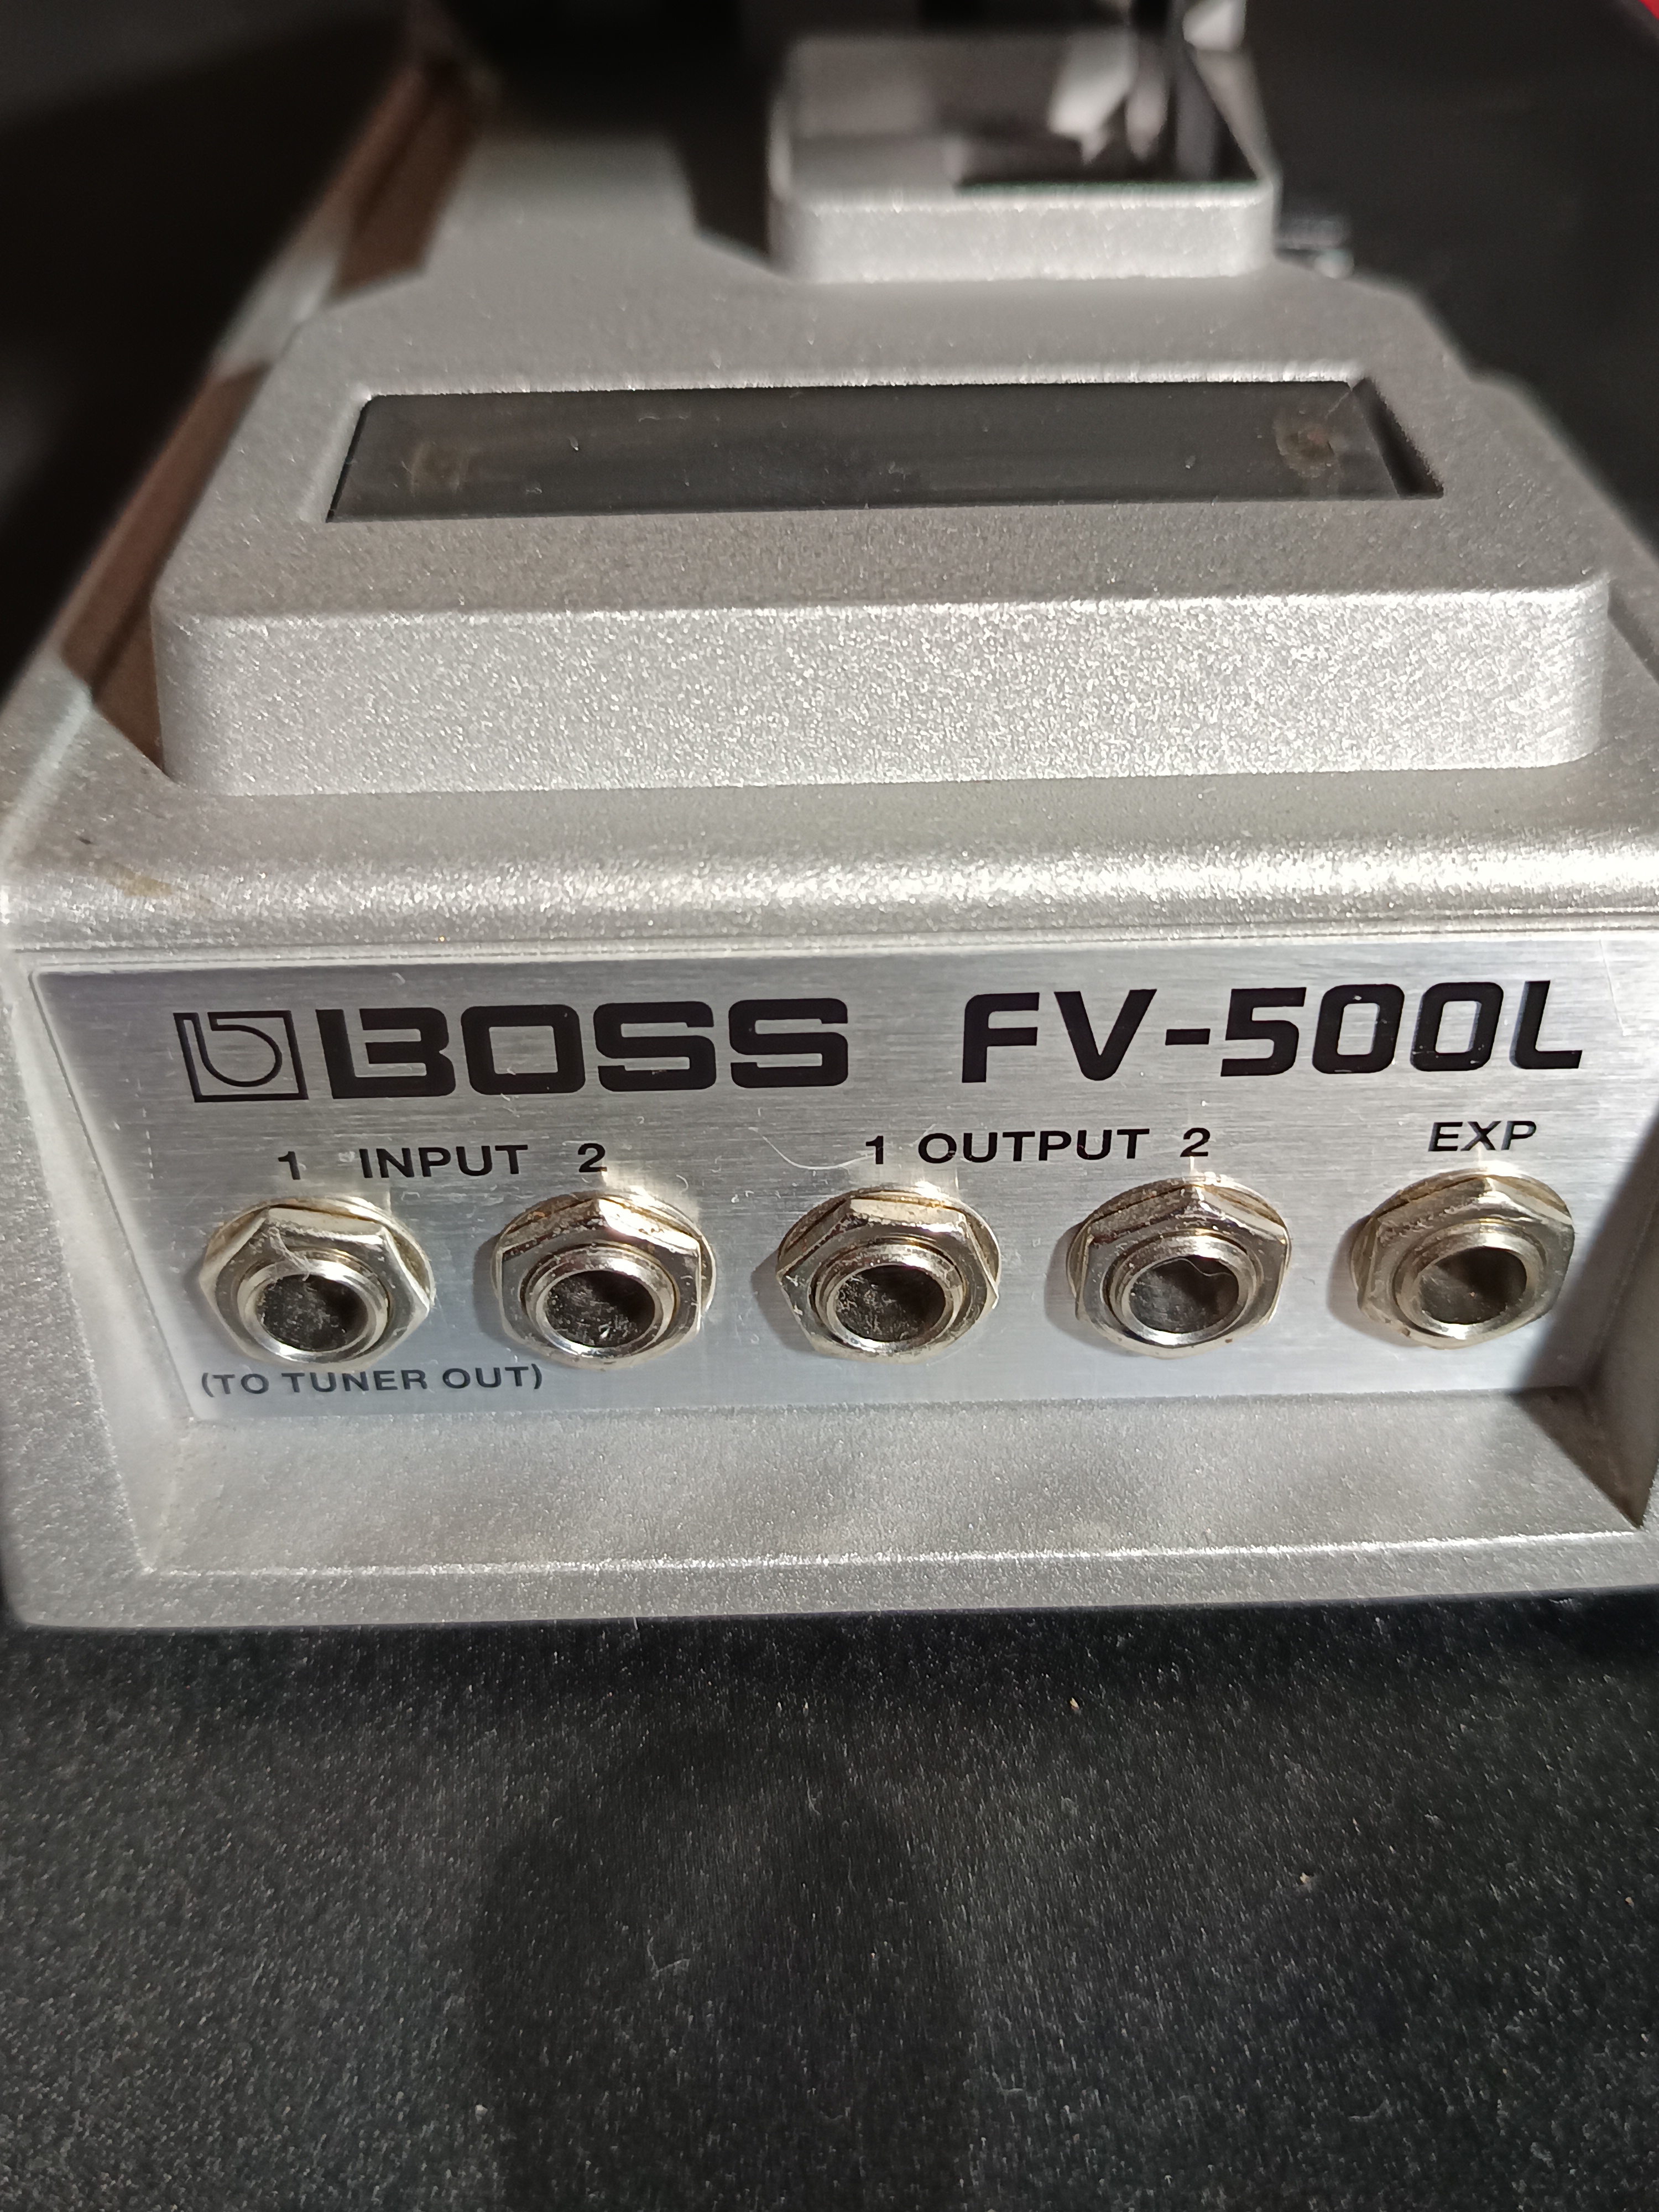 BOSS FV-500L
1 INPUT 2 1 OUTPUT 2 EXP
(TO TUNER OUT)